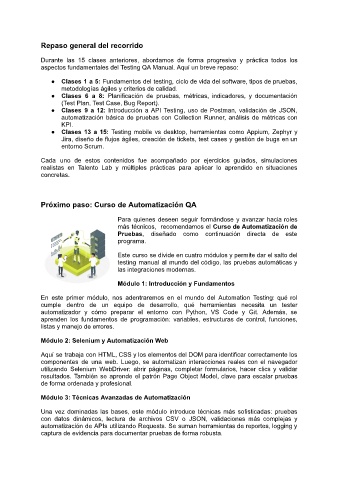 Repaso general del recorrido
Durante las 15 clases anteriores, abordamos de forma progresiva y práctica todos los
aspectos fundamentales del Testing QA Manual. Aquí un breve repaso:
● Clases 1 a 5: Fundamentos del testing, ciclo de vida del software, tipos de pruebas,
metodologías ágiles y criterios de calidad.
● Clases 6 a 8: Planificación de pruebas, métricas, indicadores, y documentación
(Test Plan, Test Case, Bug Report).
● Clases 9 a 12: Introducción a API Testing, uso de Postman, validación de JSON,
automatización básica de pruebas con Collection Runner, análisis de métricas con
KPI.
● Clases 13 a 15: Testing mobile vs desktop, herramientas como Appium, Zephyr y
Jira, diseño de flujos ágiles, creación de tickets, test cases y gestión de bugs en un
entorno Scrum.
Cada uno de estos contenidos fue acompañado por ejercicios guiados, simulaciones
realistas en Talento Lab y múltiples prácticas para aplicar lo aprendido en situaciones
concretas.
Próximo paso: Curso de Automatización QA
Para quienes deseen seguir formándose y avanzar hacia roles
más técnicos, recomendamos el Curso de Automatización de
Pruebas, diseñado como continuación directa de este
programa.
Este curso se divide en cuatro módulos y permite dar el salto del
testing manual al mundo del código, las pruebas automáticas y
las integraciones modernas.
Módulo 1: Introducción y Fundamentos
En este primer módulo, nos adentraremos en el mundo del Automation Testing: qué rol
cumple dentro de un equipo de desarrollo, qué herramientas necesita un tester
automatizador y cómo preparar el entorno con Python, VS Code y Git. Además, se
aprenden los fundamentos de programación: variables, estructuras de control, funciones,
listas y manejo de errores.
Módulo 2: Selenium y Automatización Web
Aquí se trabaja con HTML, CSS y los elementos del DOM para identificar correctamente los
componentes de una web. Luego, se automatizan interacciones reales con el navegador
utilizando Selenium WebDriver: abrir páginas, completar formularios, hacer clics y validar
resultados. También se aprende el patrón Page Object Model, clave para escalar pruebas
de forma ordenada y profesional.
Módulo 3: Técnicas Avanzadas de Automatización
Una vez dominadas las bases, este módulo introduce técnicas más sofisticadas: pruebas
con datos dinámicos, lectura de archivos CSV o JSON, validaciones más complejas y
automatización de APIs utilizando Requests. Se suman herramientas de reportes, logging y
captura de evidencia para documentar pruebas de forma robusta.